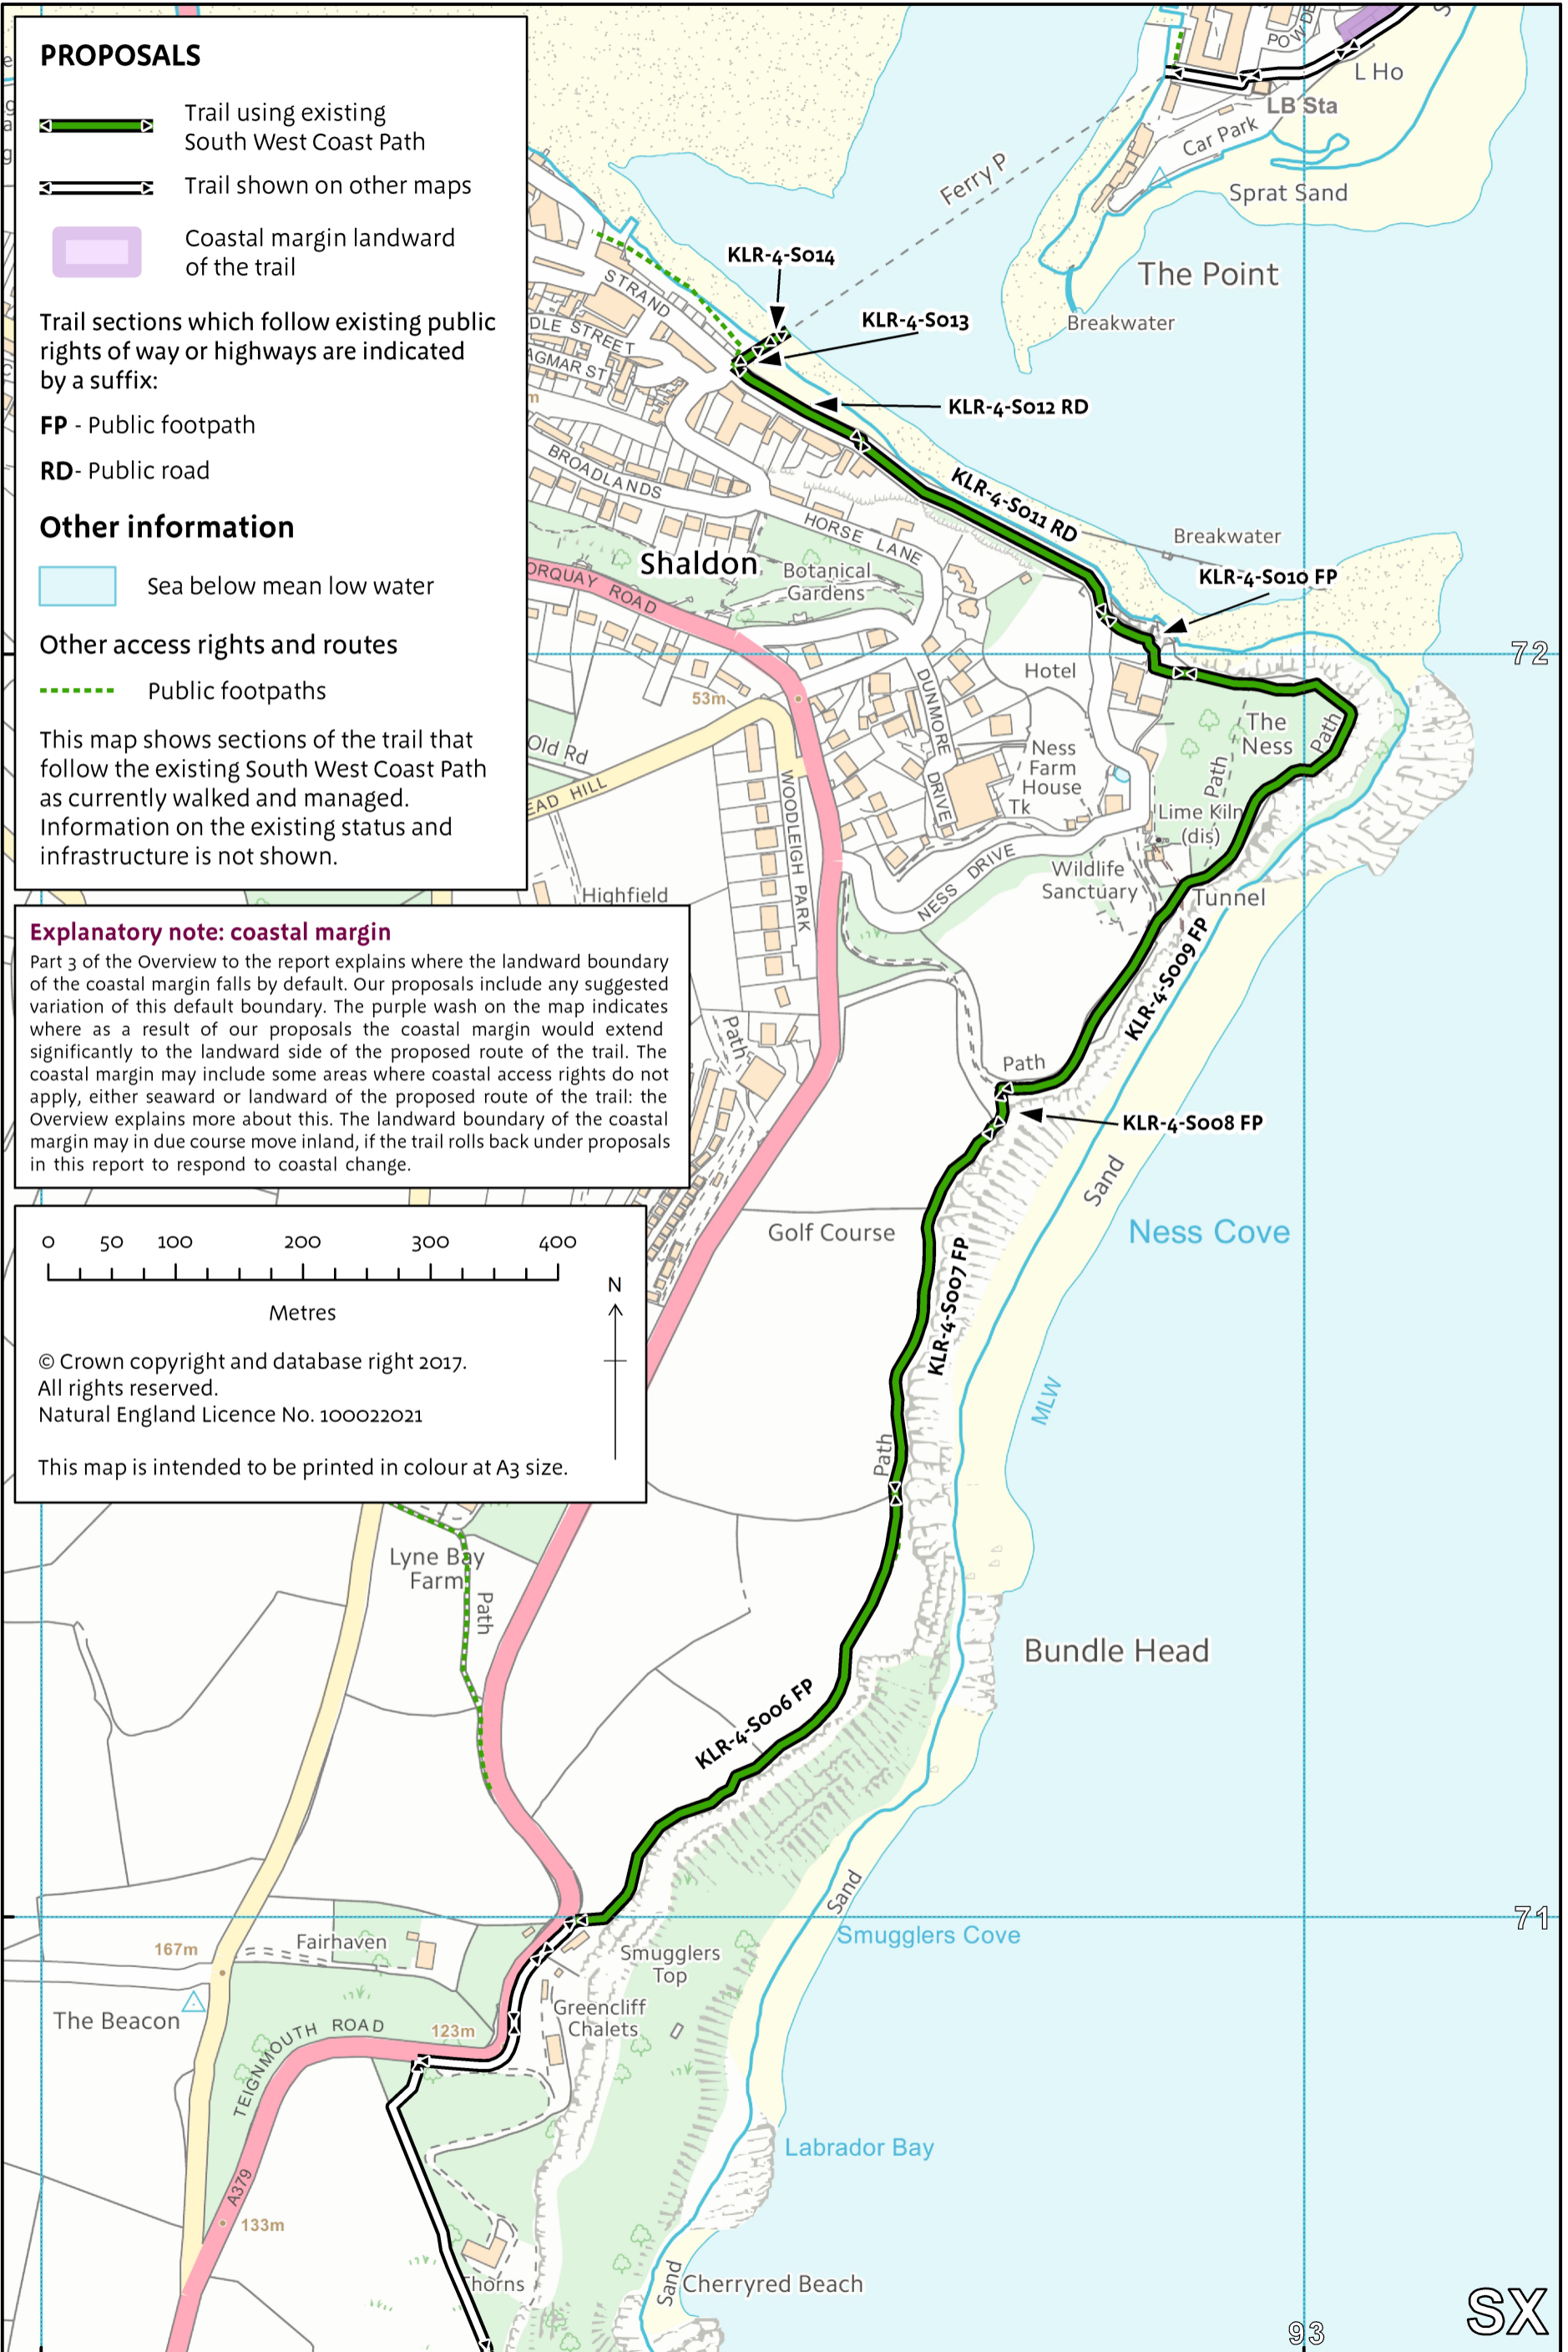 PROPOSALS
Trail using existing
South West Coast Path
Trail shown on other maps
Coastal margin landward
of the trail
Trail sections which follow existing public
rights of way or highways are indicated
by a suffix:
FP - Public footpath
RD- Public road
Other information
Sea below mean low water
Other access rights and routes
Public footpaths
This map shows sections of the trail that
follow the existing South West Coast Path
as currently walked and managed.
Information on the existing status and
infrastructure is not shown.
Explanatory note: coastal margin
Part 3 of the Overview to the report explains where the landward boundary
of the coastal margin falls by default. Our proposals include any suggested
variation of this default boundary. The purple wash on the map indicates
where as a result of our proposals the coastal margin would extend
significantly to the landward side of the proposed route of the trail. The
coastal margin may include some areas where coastal access rights do not
apply, either seaward or landward of the proposed route of the trail: the
Overview explains more about this. The landward boundary of the coastal
margin may in due course move inland, if the trail rolls back under proposals
in this report to respond to coastal change.
0 50 100 200 300 400
Metres
N
© Crown copyright and database right 2017.
All rights reserved.
Natural England Licence No. 100022021
This map is intended to be printed in colour at A3 size.
POWDE
L Ho
LB Sta
Car Park
Sprat Sand
Ferry P
The Point
Breakwater
KLR-4-S014
KLR-4-S013
KLR-4-S012 RD
KLR-4-S011 RD
STRAND
DLE STREET
AGMAR ST
BROADLANDS
HORSE LANE
Breakwater
KLR-4-S010 FP
Shaldon
Botanical
Gardens
ORQUAY ROAD
72
Hotel
53m
DUNMORE
DRIVE
The
Ness
Path
Path
Old Rd
EAD HILL
WOODLEIGH PARK
Ness
Farm
House
Tk
Lime Kiln
(dis)
NESS DRIVE
Wildlife
Sanctuary
Tunnel
Highfield
KLR-4-S009 FP
Path
Path
KLR-4-S008 FP
Sand
Golf Course
Ness Cove
KLR-4-S007 FP
MLW
Path
Lyne Bay
Farm
Path
Bundle Head
KLR-4-S006 FP
Sand
71
Smugglers Cove
Fairhaven
167m
Smugglers
Top
The Beacon
Greencliff
Chalets
TEIGNMOUTH ROAD
123m
Labrador Bay
A379
133m
Thorns
Sand
Cherryred Beach
SX
93